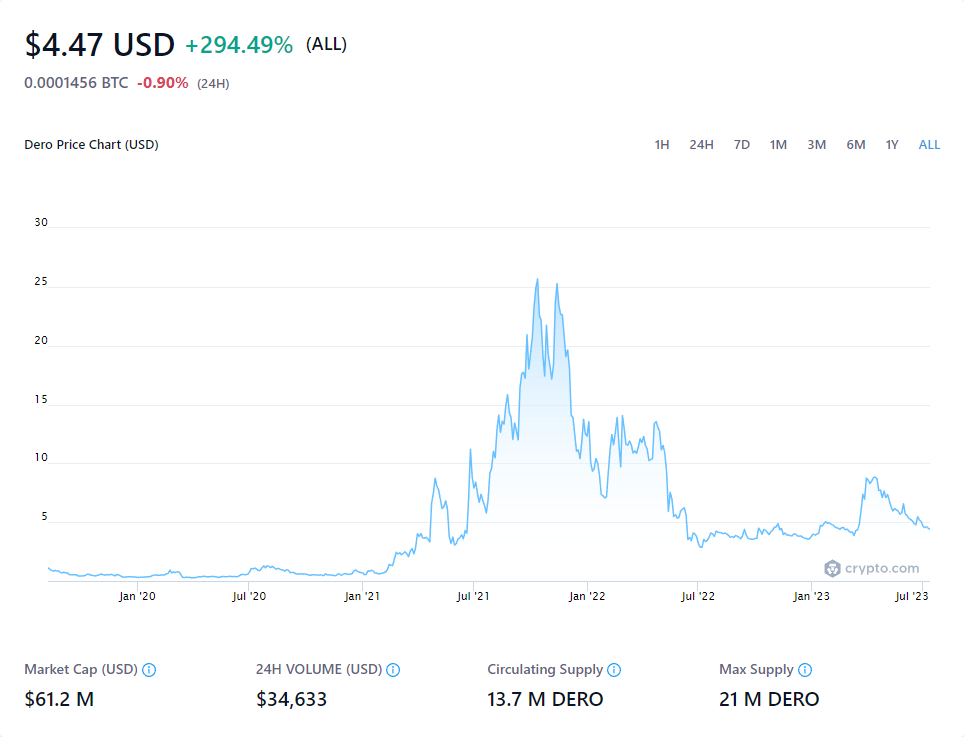 $4.47 USD +294.49% (ALL)
0.0001456 BTC -0.90% (24H)
Dero Price Chart (USD) 1H 24H 7D 1M 3M 6M 1Y ALL
30
25
20
15
10
5
crypto.com
Jan '20 Jul '20 Jan '21 Jul '21 Jan '22 Jul '22 Jan '23 Jul '23
Market Cap (USD) 24H VOLUME (USD) Circulating Supply Max Supply
$61.2 M $34,633 13.7 M DERO 21 M DERO